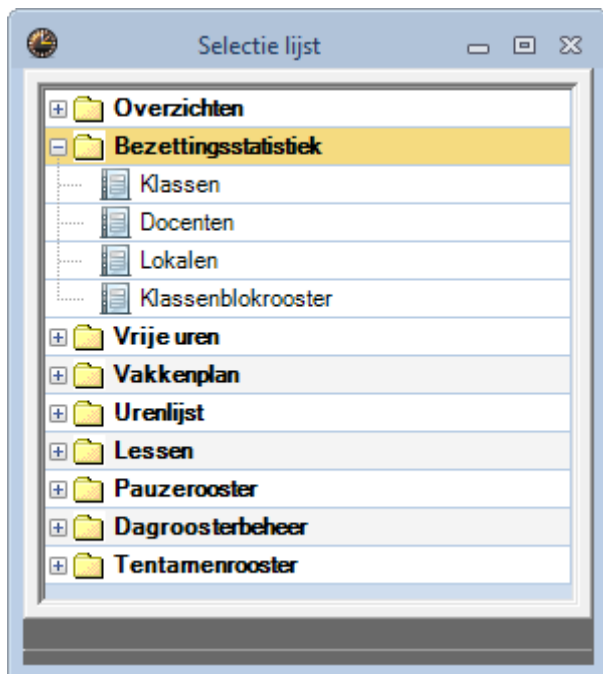 Selectie lijst
Overzichten
Bezettingsstatistiek
Klassen
Docenten
Lokalen
Klassenblokrooster
Vrije uren
Vakkenplan
Urenlijst
Lessen
Pauzerooster
Dagroosterbeheer
Tentamenrooster